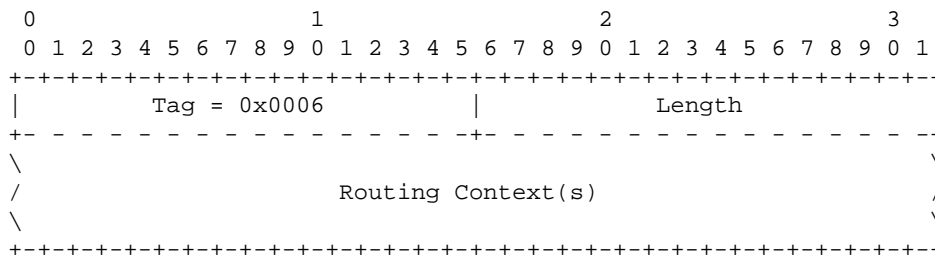 0                   1                   2                   3
 0 1 2 3 4 5 6 7 8 9 0 1 2 3 4 5 6 7 8 9 0 1 2 3 4 5 6 7 8 9 0 1
+-+-+-+-+-+-+-+-+-+-+-+-+-+-+-+-+-+-+-+-+-+-+-+-+-+-+-+-+-+-+-+-
|         Tag = 0x0006          |            Length
+- - - - - - - - - - - - - - - -+- - - - - - - - - - - - - - - --
\                                                               \
/                      Routing Context(s)                       /
\                                                               \
+-+-+-+-+-+-+-+-+-+-+-+-+-+-+-+-+-+-+-+-+-+-+-+-+-+-+-+-+-+-+-+-